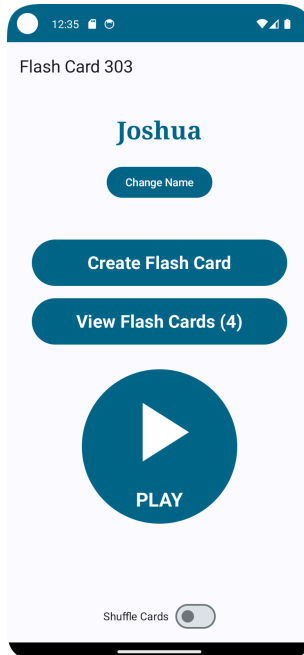 12:35
Flash Card 303
Joshua
Change Name
Create Flash Card
View Flash Cards (4)
PLAY
Shuffle Cards